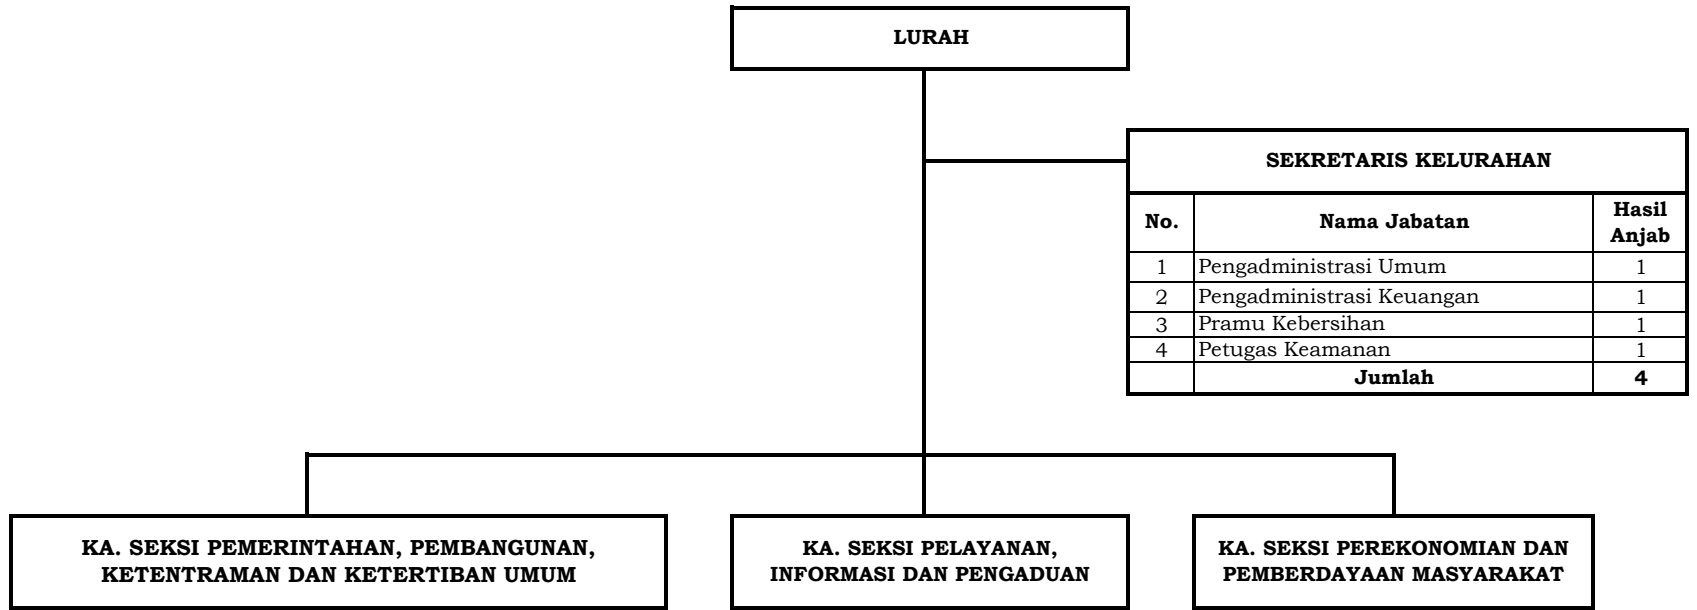 LURAH
SEKRETARIS KELURAHAN
No. Nama Jabatan Hasil Anjab
1 Pengadministrasi Umum 1
2 Pengadministrasi Keuangan 1
3 Pramu Kebersihan 1
4 Petugas Keamanan 1
Jumlah 4
KA. SEKSI PEMERINTAHAN, PEMBANGUNAN,
KETENTRAMAN DAN KETERTIBAN UMUM
KA. SEKSI PELAYANAN,
INFORMASI DAN PENGADUAN
KA. SEKSI PEREKONOMIAN DAN
PEMBERDAYAAN MASYARAKAT